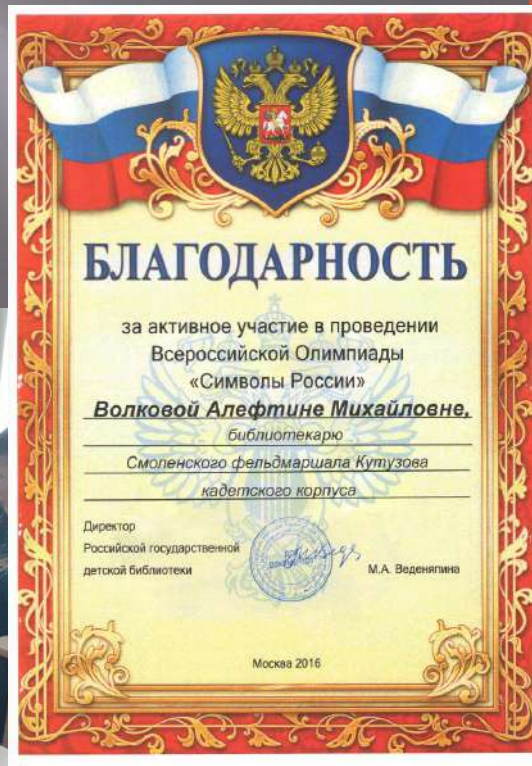 БЛАГОДАРНОСТЬ
за активное участие в проведении
Всероссийской Олимпиады
«Символы России»
Волковой Алефтине Михайловне,
библиотекарю
Смоленского фельдмаршала Кутузова
кадетского корпуса
Директор
Российской государственной
детской библиотеки
М.А. Веденяпина
Москва 2016